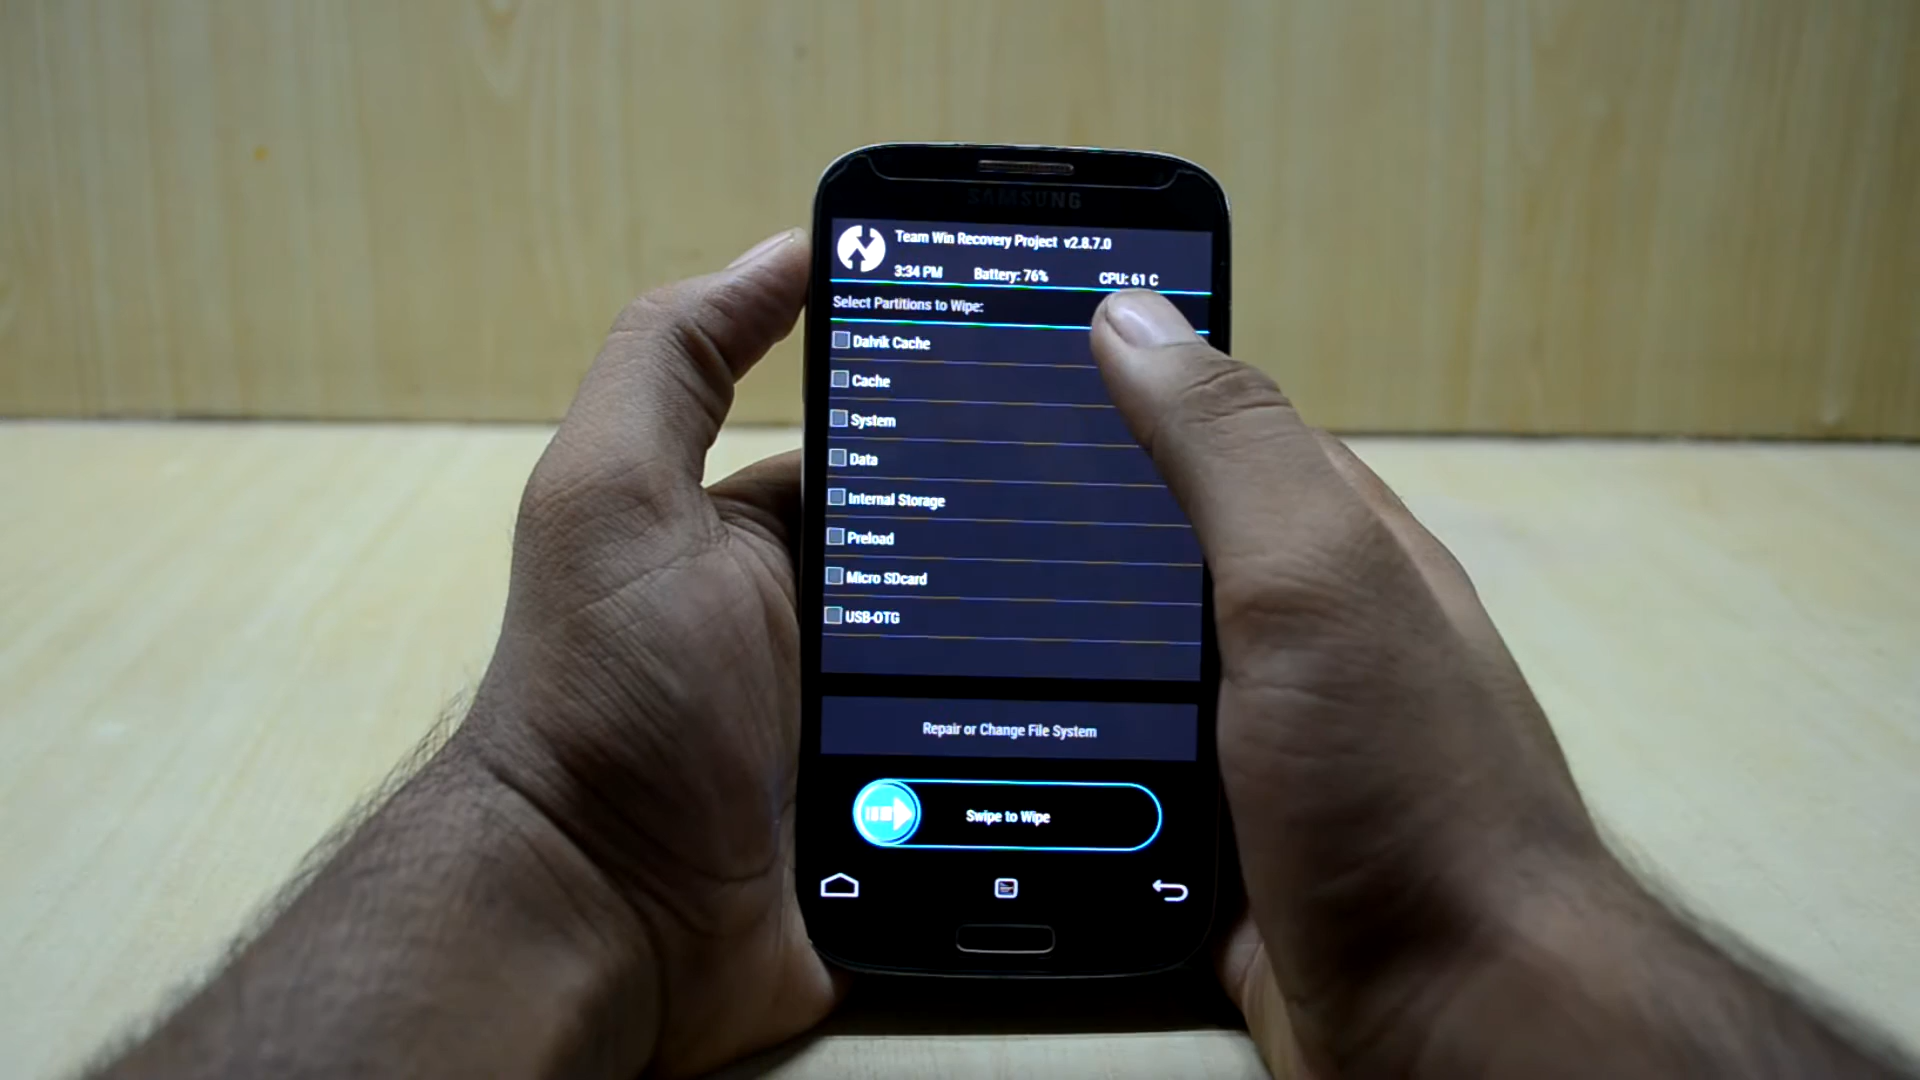 SAMSUNG
Team Win Recovery Project v2.8.7.0
3:34 PM Battery: 76% CPU: 61 C
Select Partitions to Wipe:
Dalvik Cache
Cache
System
Data
Internal Storage
Preload
Micro SDcard
USB-OTG
Repair or Change File System
Swipe to Wipe